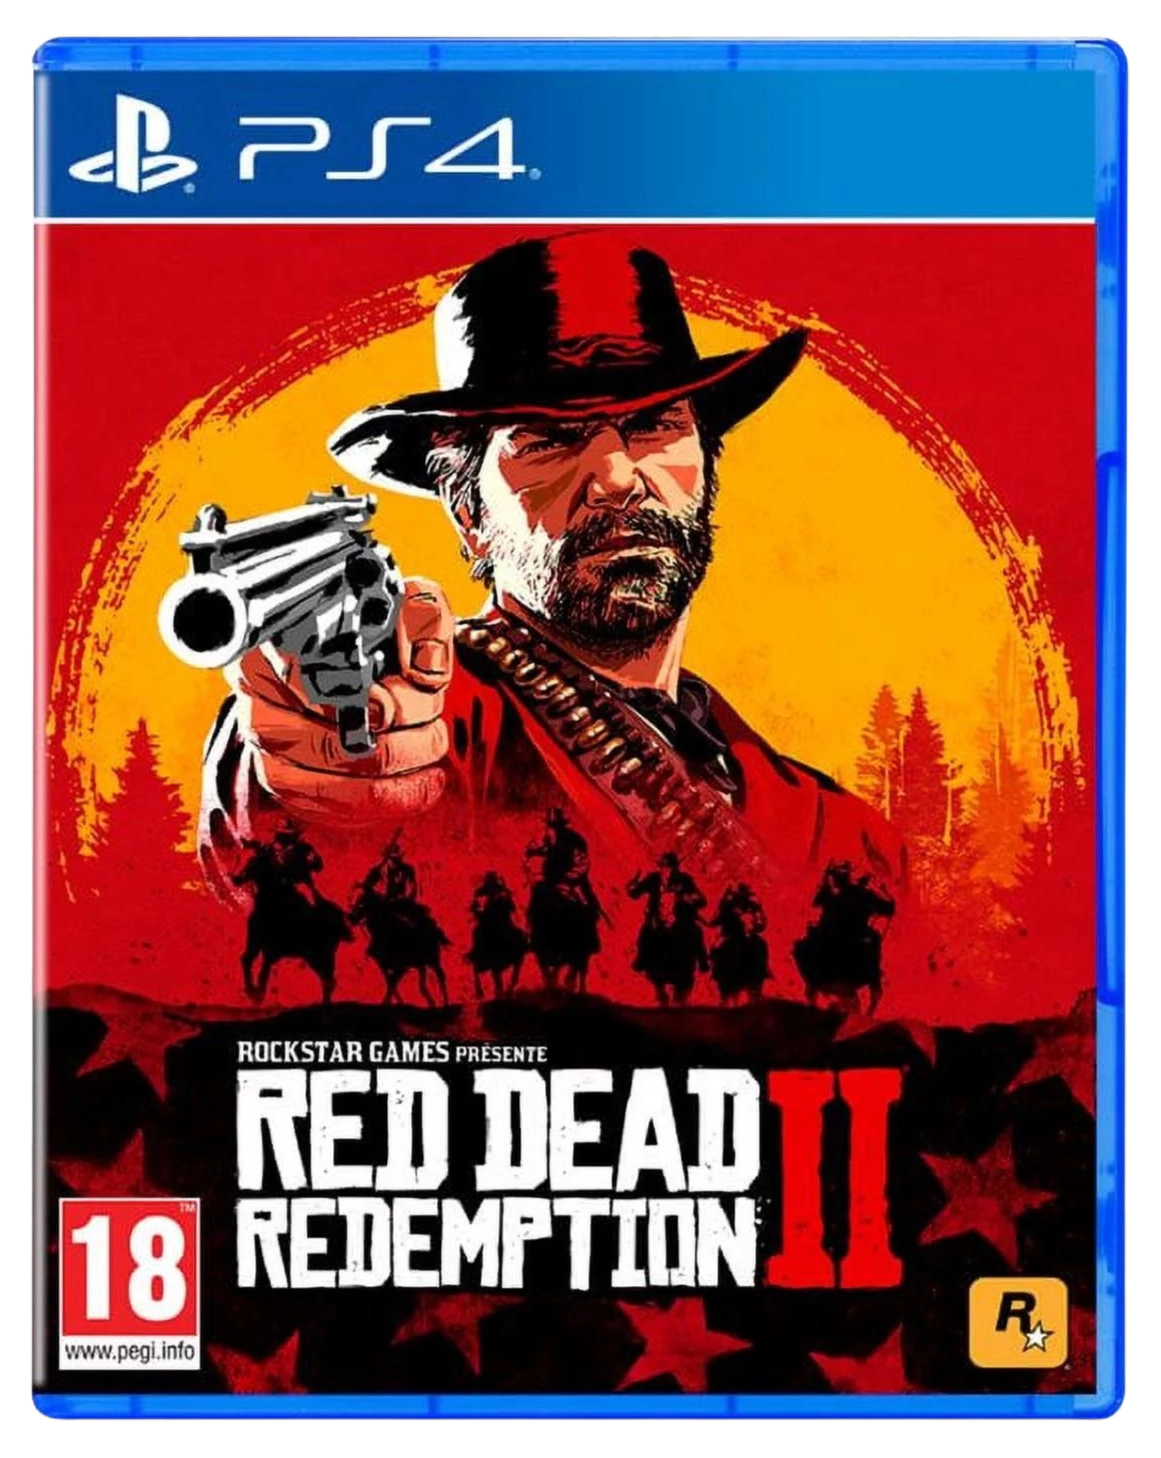 PS4
ROCKSTAR GAMES PRÉSENTE
RED DEAD
REDEMPTION II
18
www.pegi.info
R